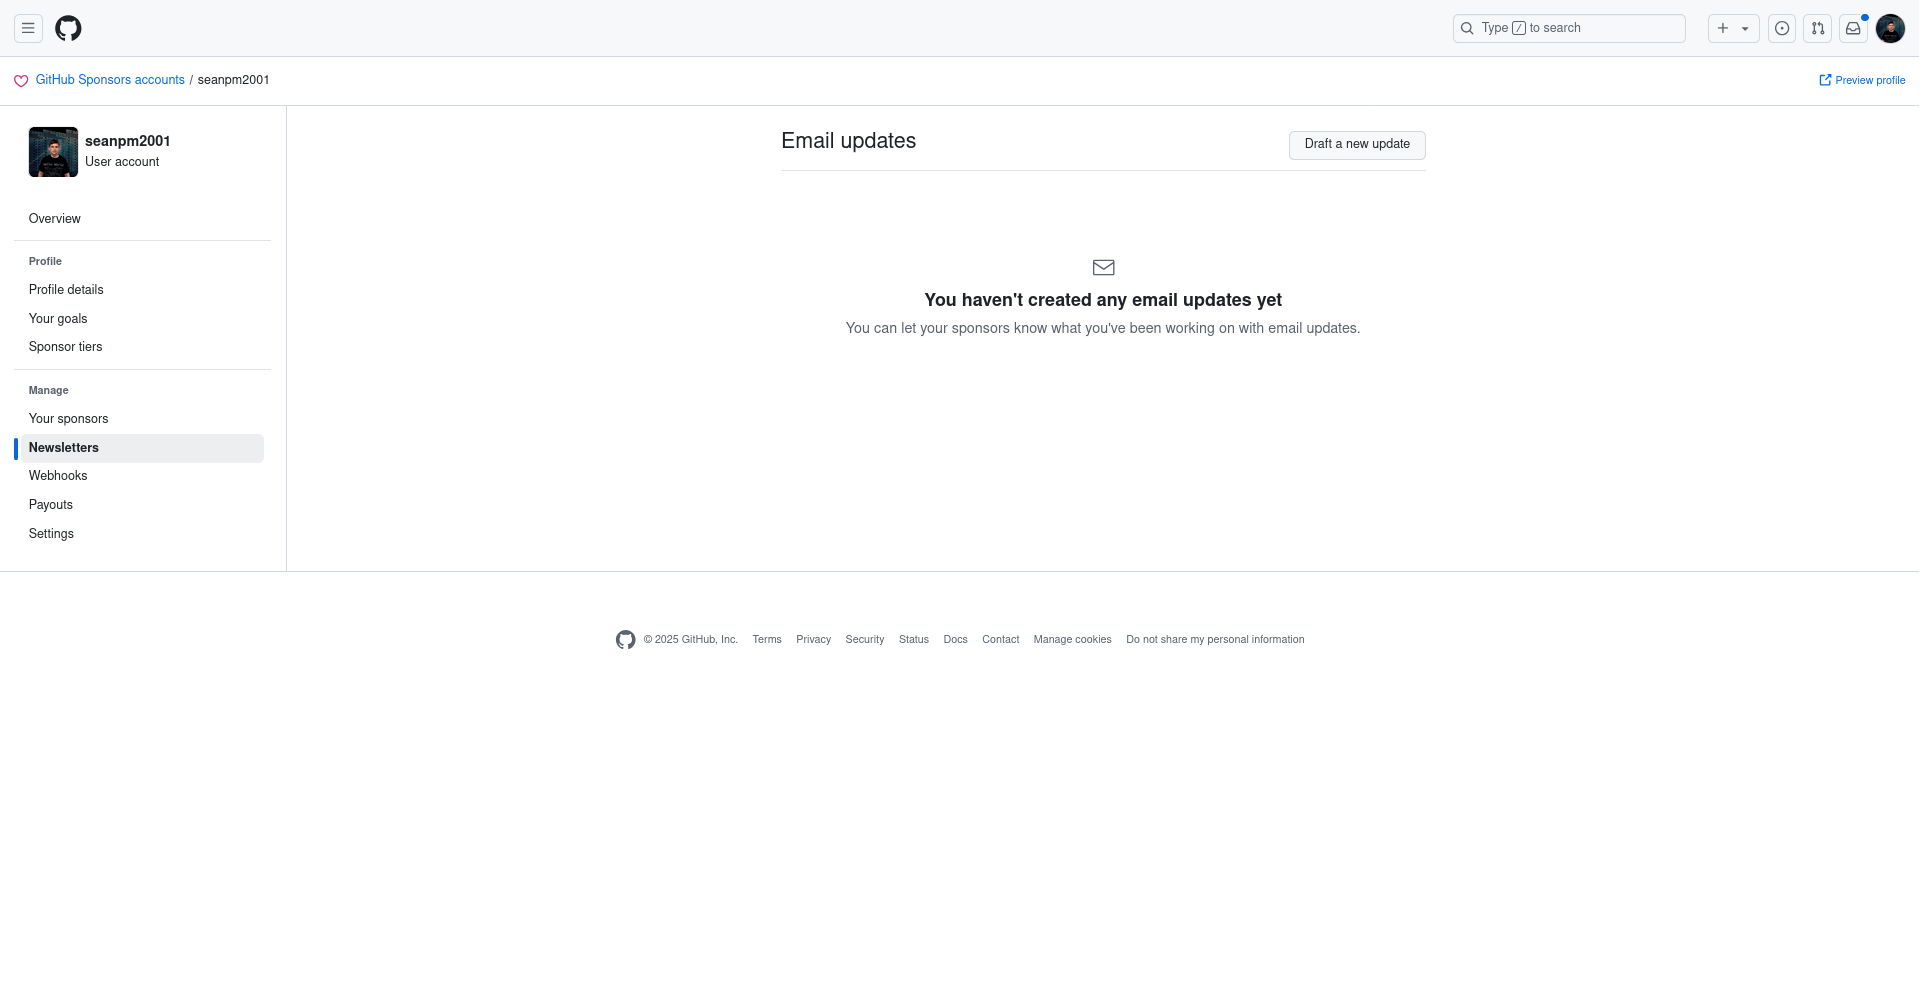 Type / to search
GitHub Sponsors accounts / seanpm2001
Preview profile
seanpm2001
User account
Overview
Profile
Profile details
Your goals
Sponsor tiers
Manage
Your sponsors
Newsletters
Webhooks
Payouts
Settings
Email updates
Draft a new update
You haven't created any email updates yet
You can let your sponsors know what you've been working on with email updates.
© 2025 GitHub, Inc. Terms Privacy Security Status Docs Contact Manage cookies Do not share my personal information